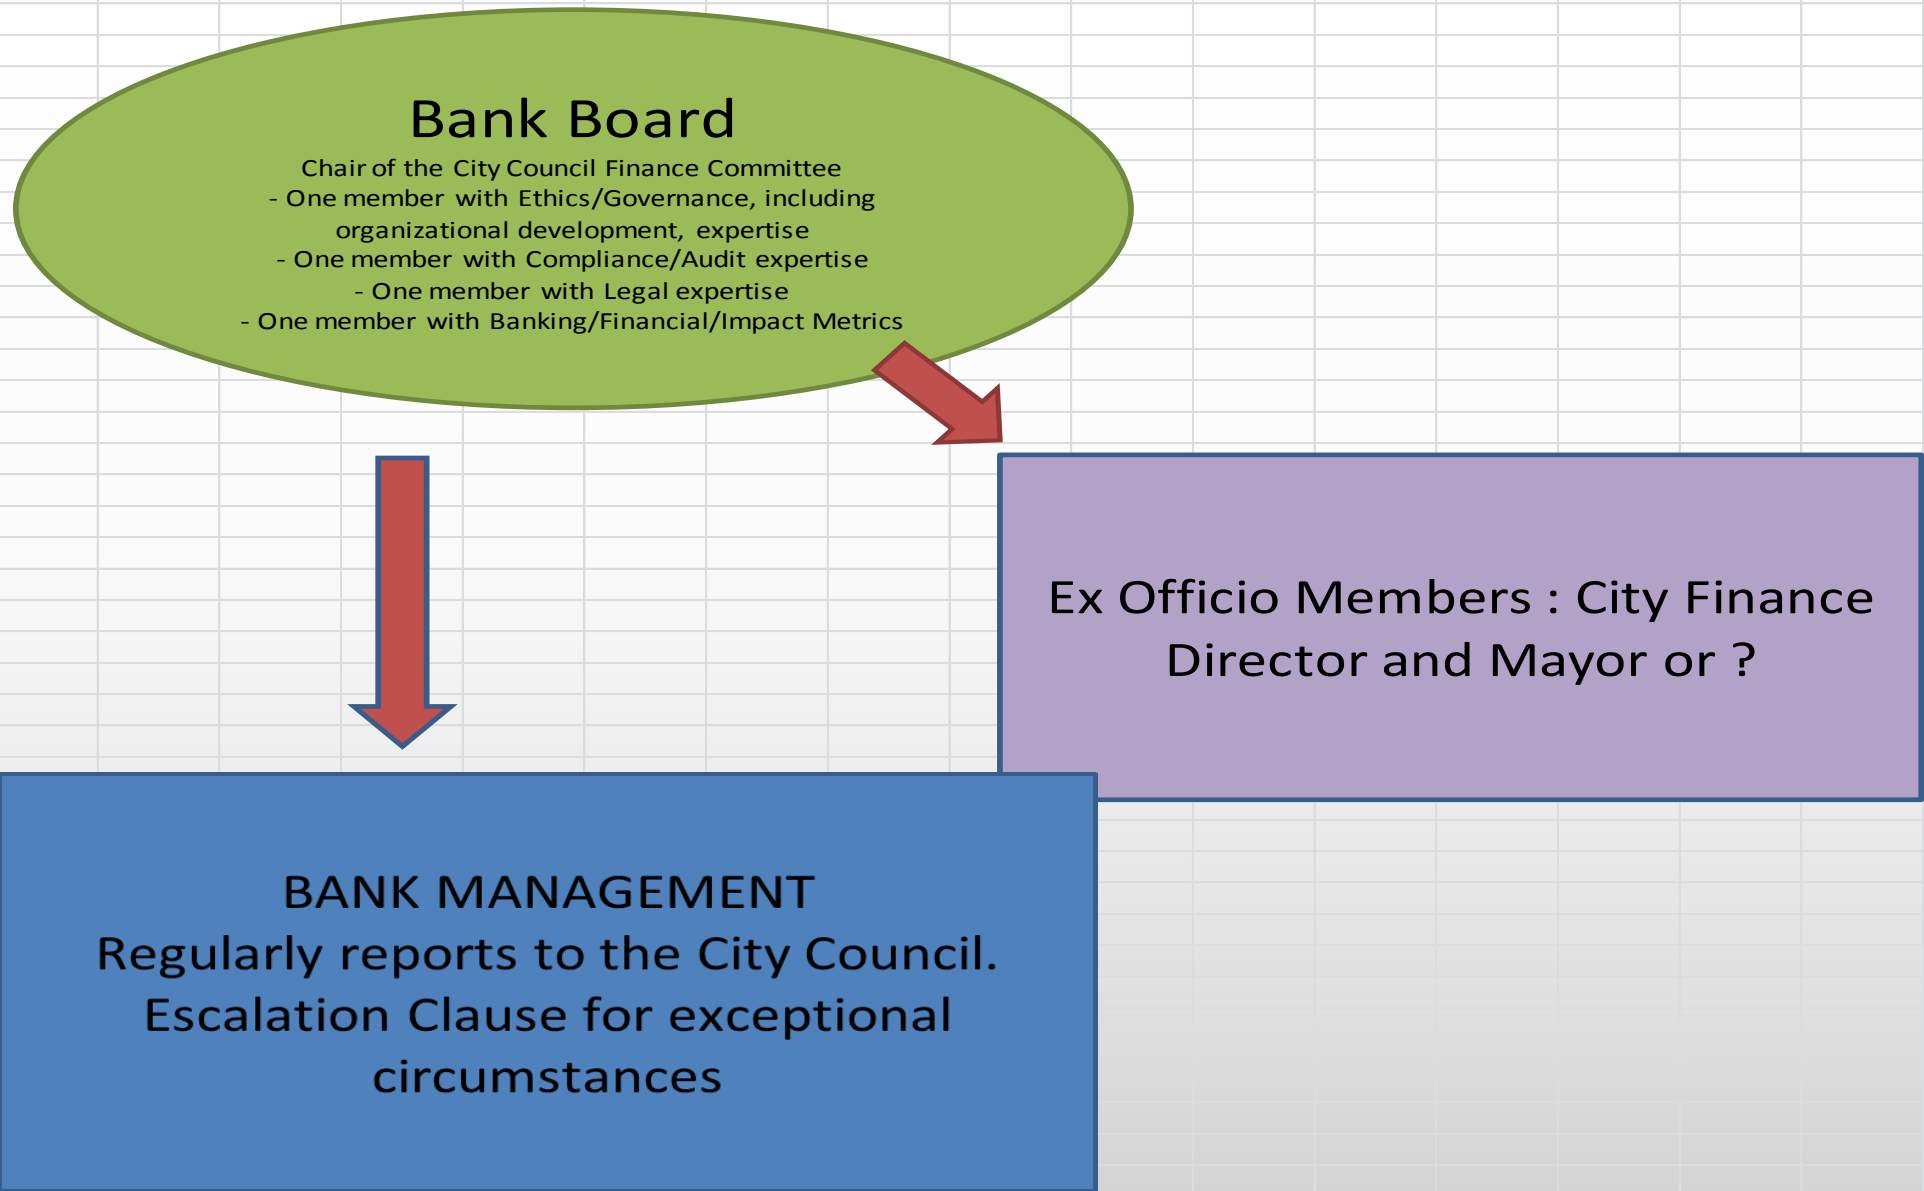 Bank Board
Chair of the City Council Finance Committee
- One member with Ethics/Governance, including
organizational development, expertise
- One member with Compliance/Audit expertise
- One member with Legal expertise
- One member with Banking/Financial/Impact Metrics
Ex Officio Members : City Finance
Director and Mayor or ?
BANK MANAGEMENT
Regularly reports to the City Council.
Escalation Clause for exceptional
circumstances